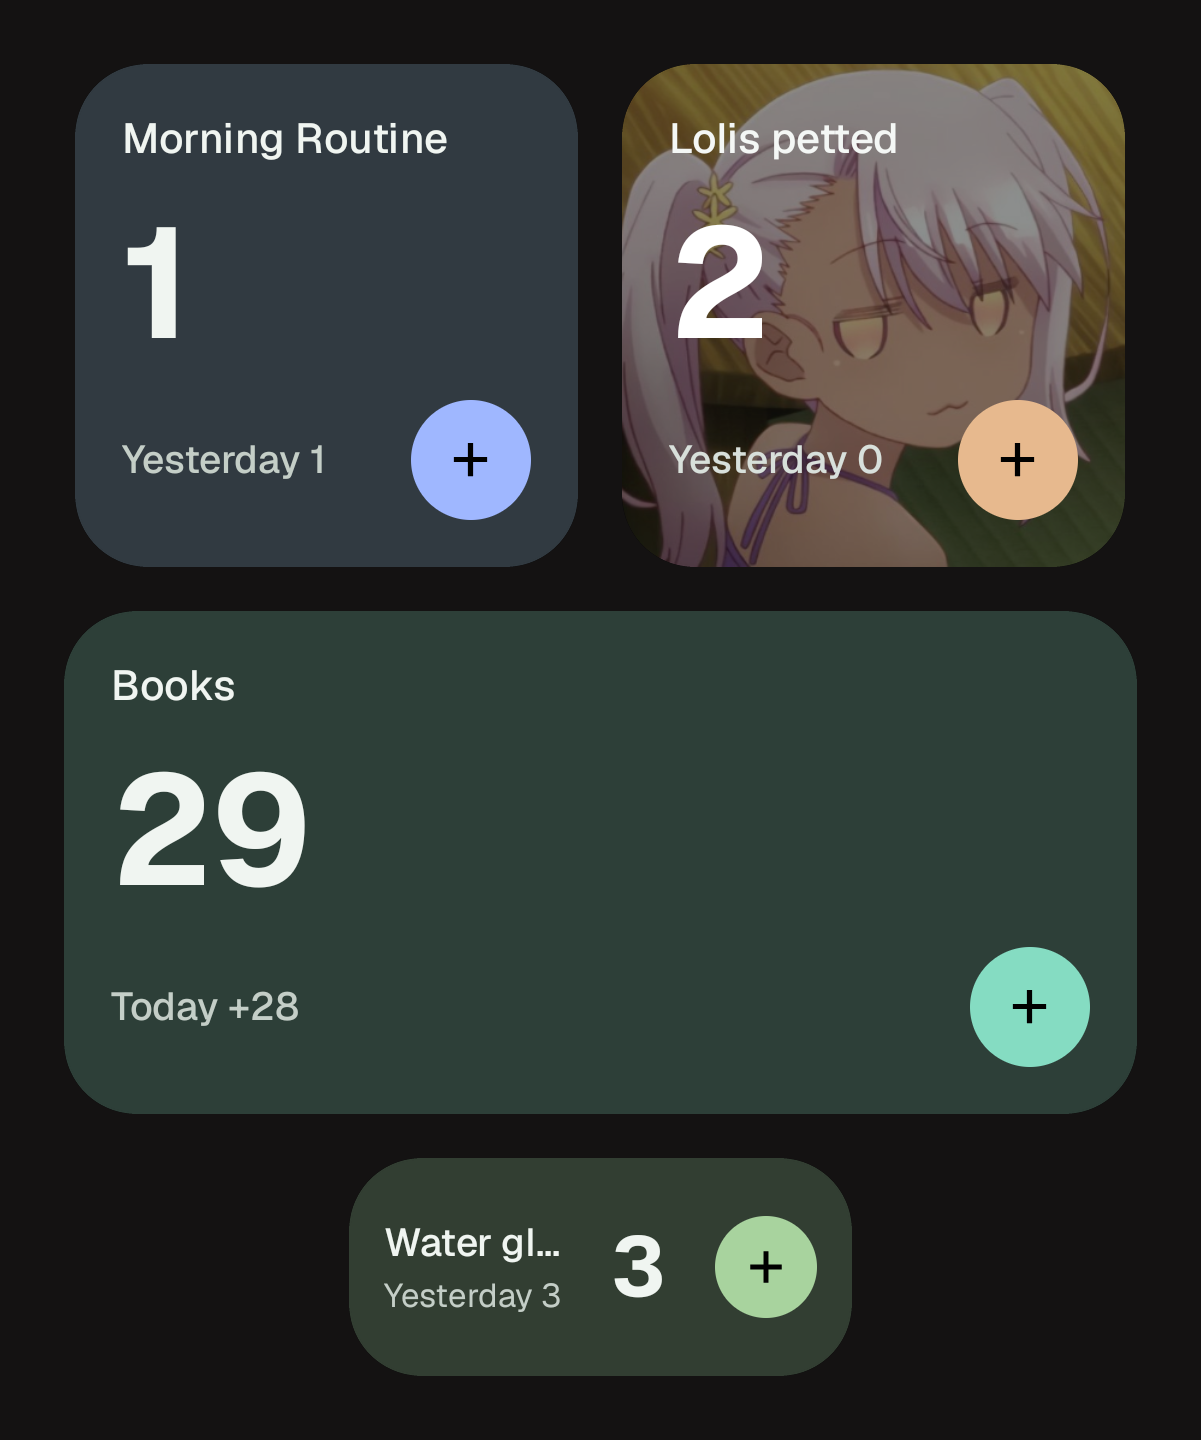 Morning Routine
1
Yesterday 1
+
Lolis petted
2
Yesterday 0
+
Books
29
Today +28
+
Water gl...
Yesterday 3
3
+